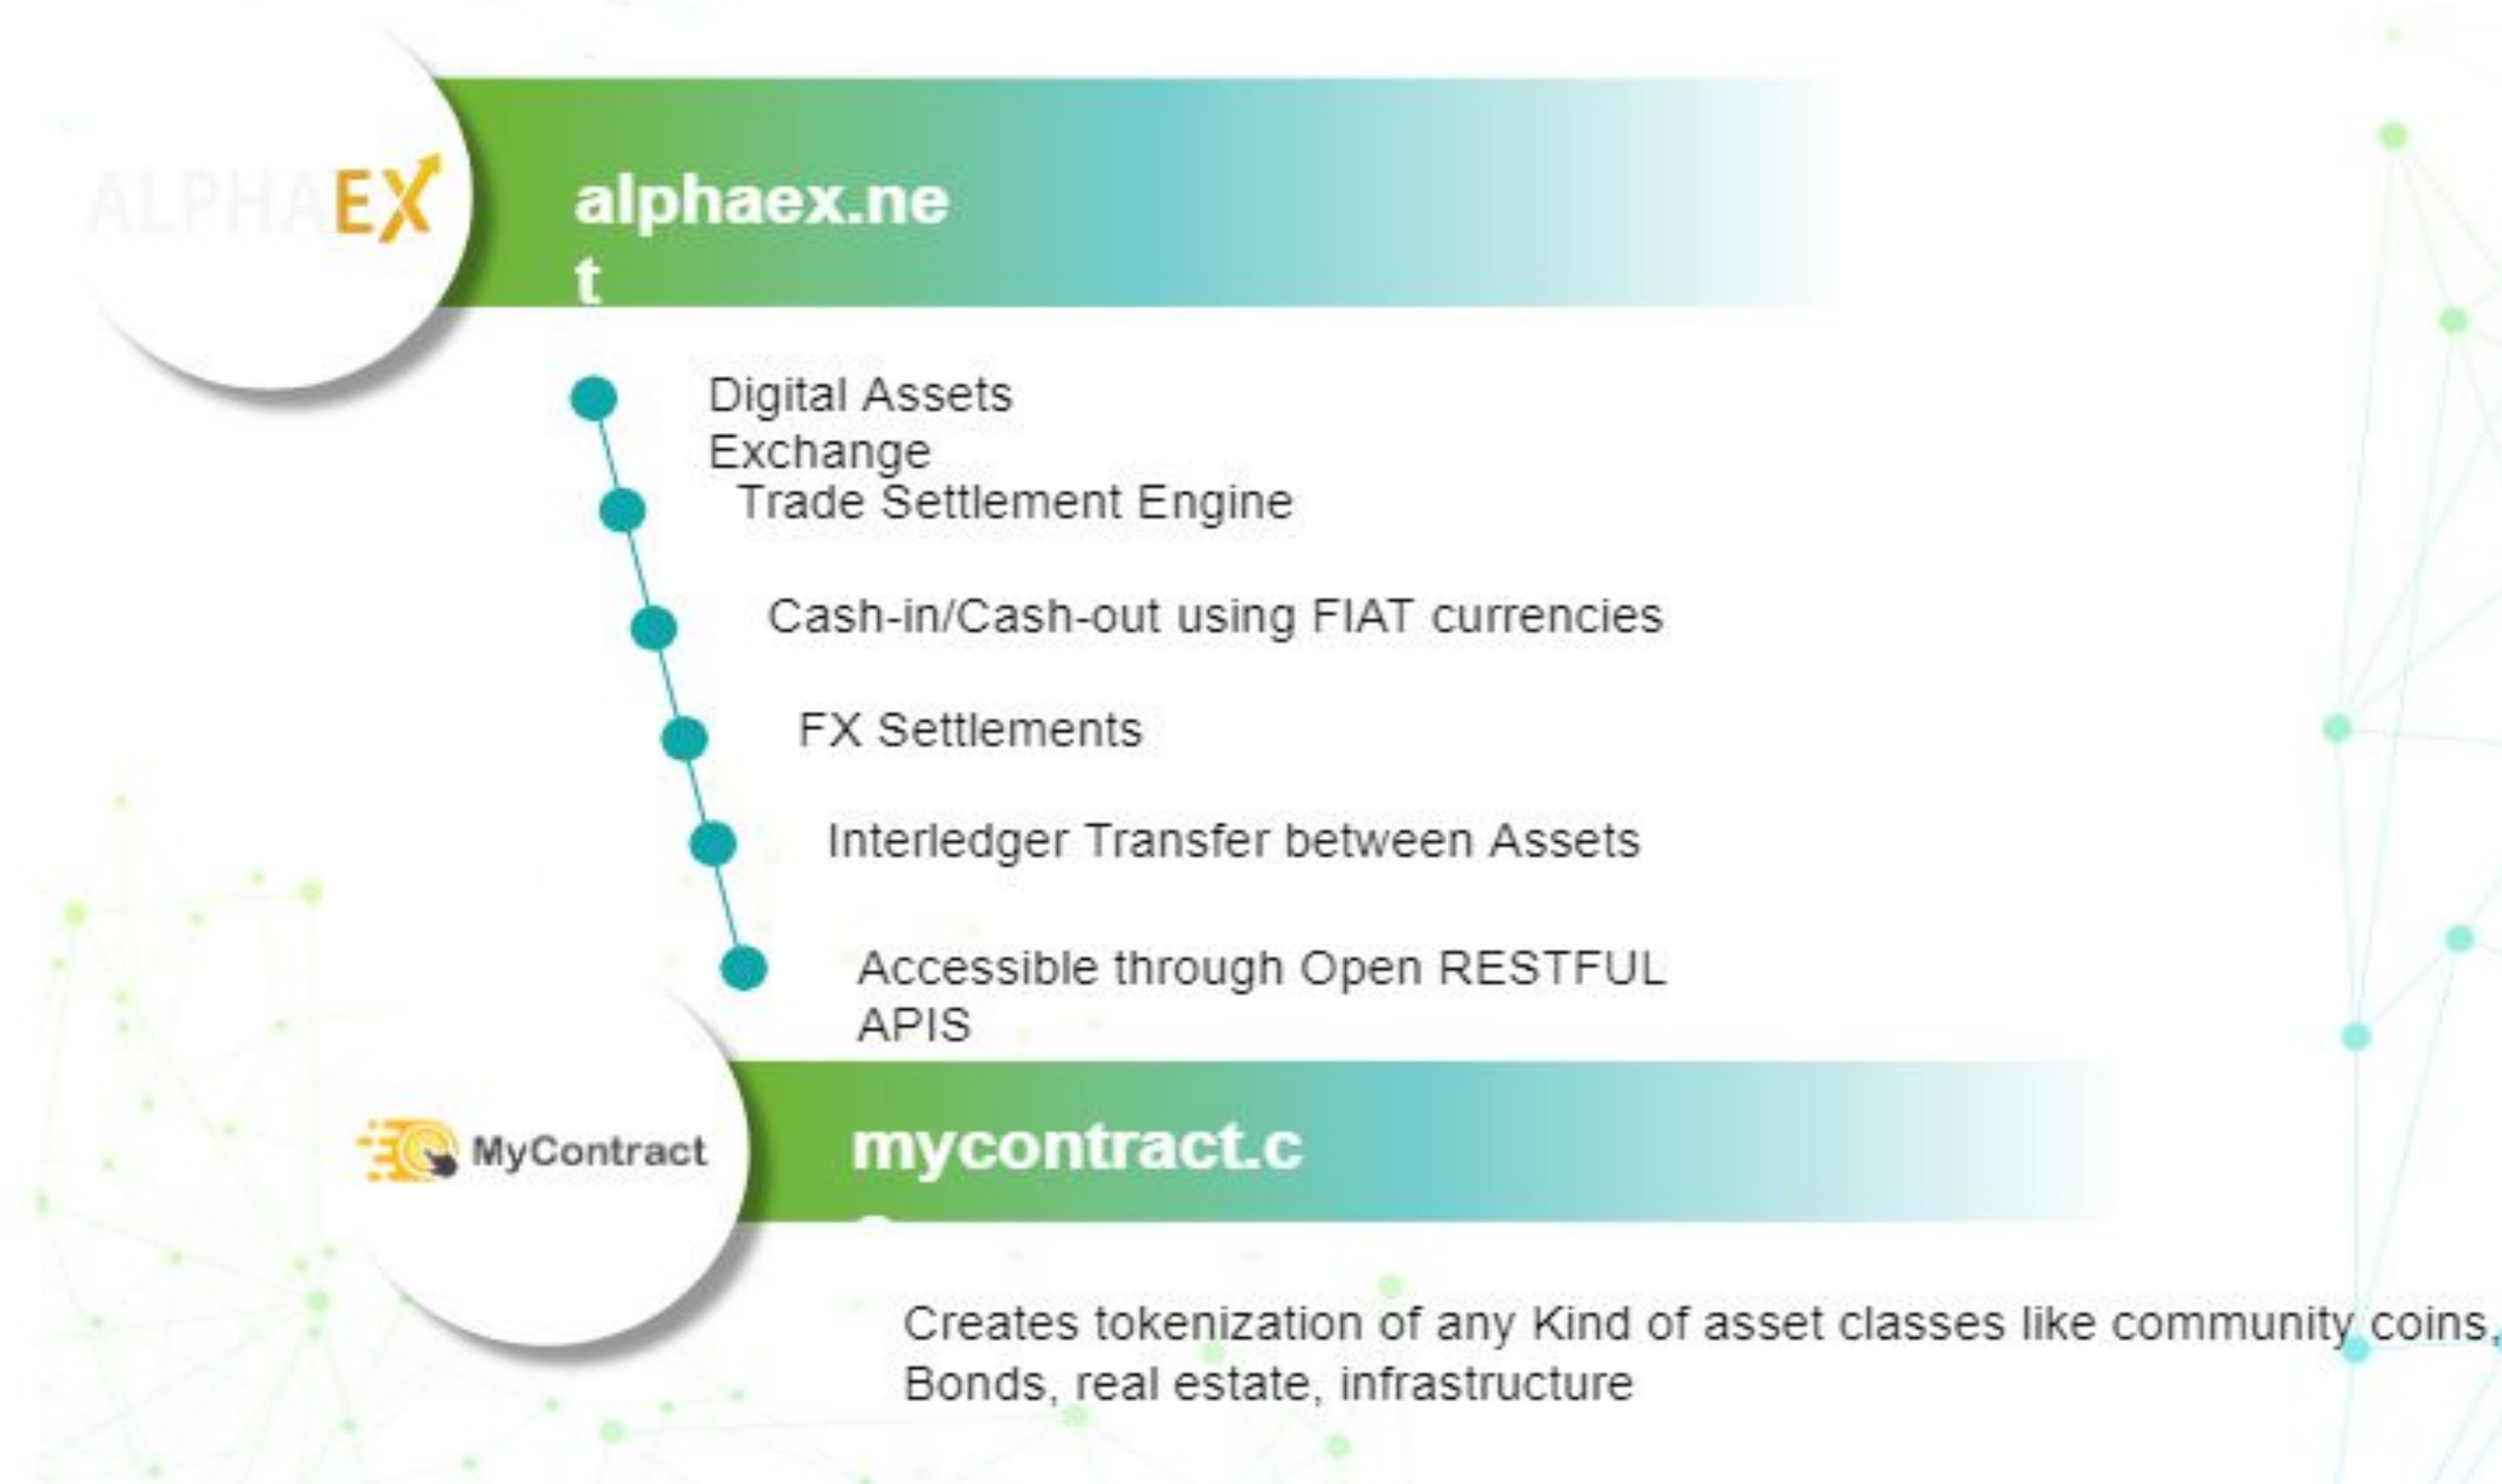 ALPHAEX
alphaex.ne
t
Digital Assets
Exchange
Trade Settlement Engine
Cash-in/Cash-out using FIAT currencies
FX Settlements
Interledger Transfer between Assets
Accessible through Open RESTFUL
APIS
MyContract
mycontract.c
Creates tokenization of any Kind of asset classes like community coins,
Bonds, real estate, infrastructure